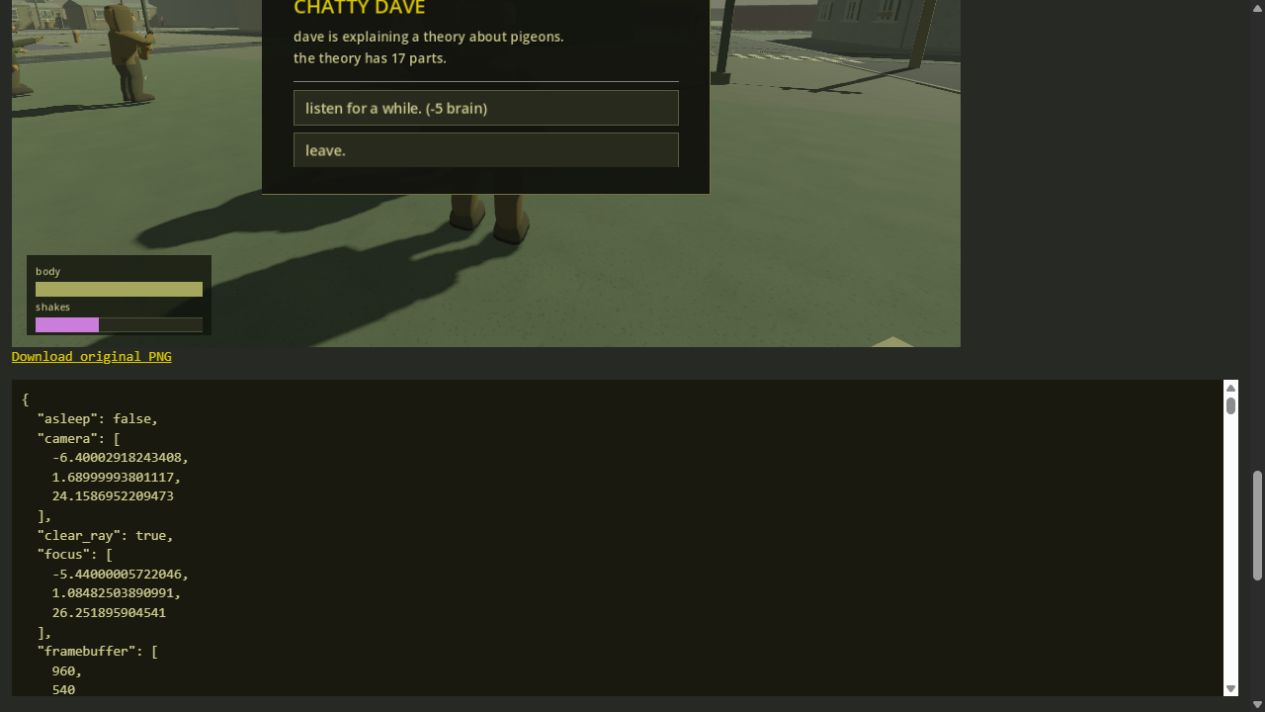 CHATTY DAVE
dave is explaining a theory about pigeons.
the theory has 17 parts.
listen for a while. (-5 brain)
leave.
body
shakes
Download original PNG
{
  "asleep": false,
  "camera": [
    -6.40002918243408,
    1.68999993801117,
    24.1586952209473
  ],
  "clear_ray": true,
  "focus": [
    -5.44000005722046,
    1.08482503890991,
    26.251895904541
  ],
  "framebuffer": [
    960,
    540